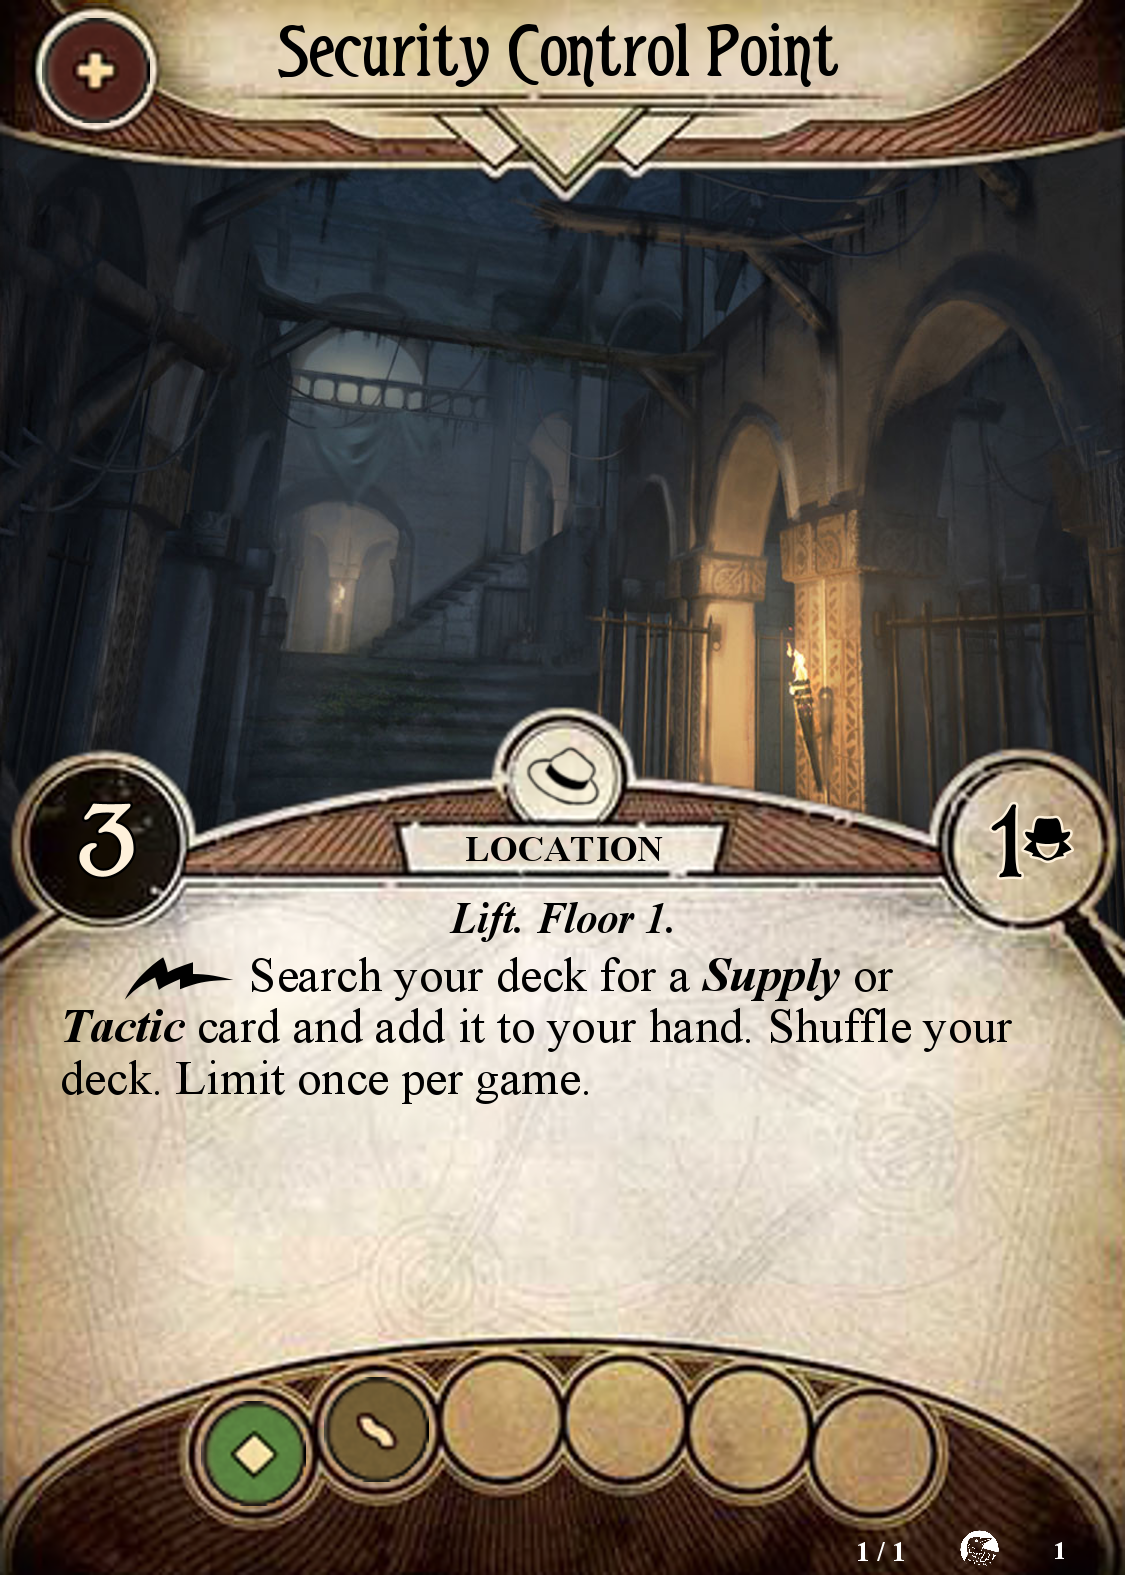 Security Control Point
3
LOCATION
1
Lift. Floor 1.
Search your deck for a Supply or
Tactic card and add it to your hand. Shuffle your
deck. Limit once per game.
1 / 1
1